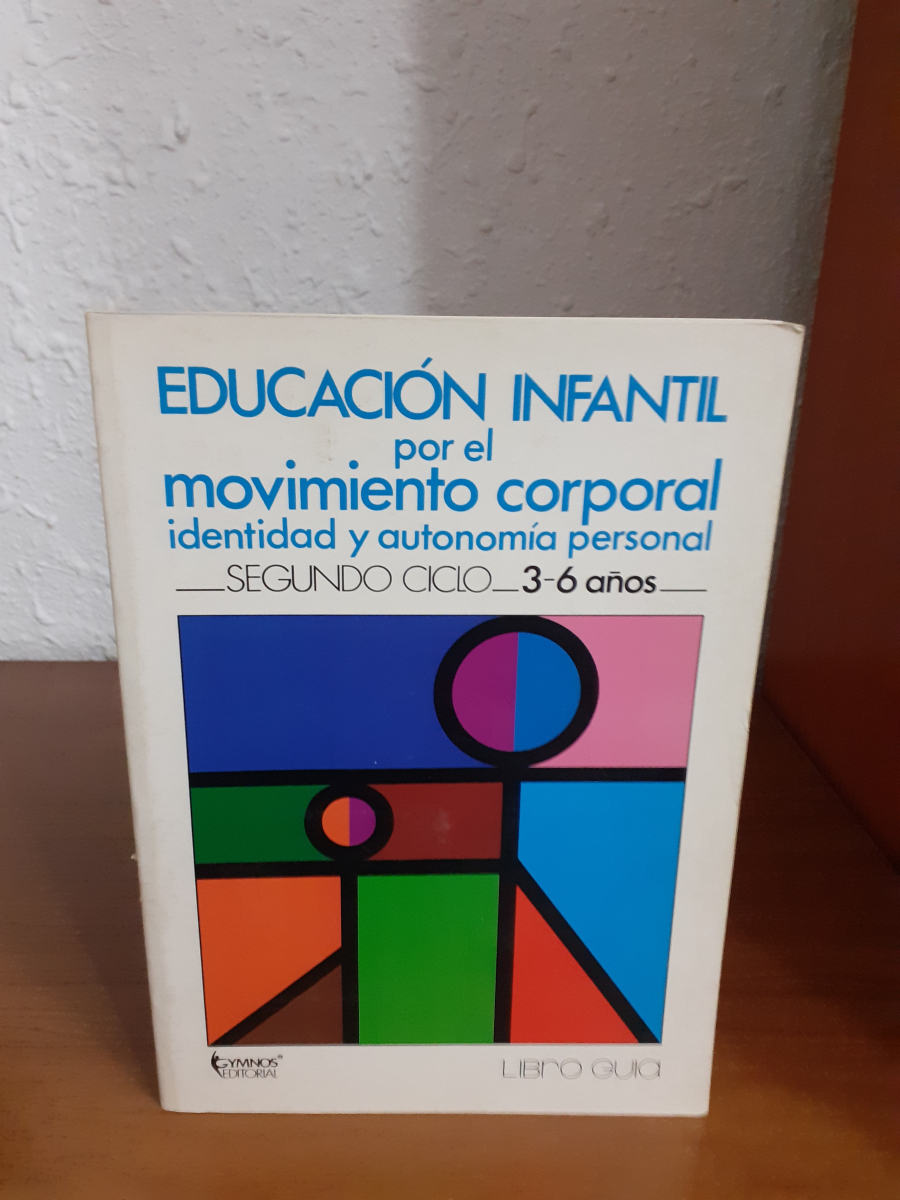 EDUCACIÓN INFANTIL
por el
movimiento corporal
identidad y autonomía personal
SEGUNDO CICLO 3-6 años
GYMNOS®
EDITORIAL
LIBRO GUIA